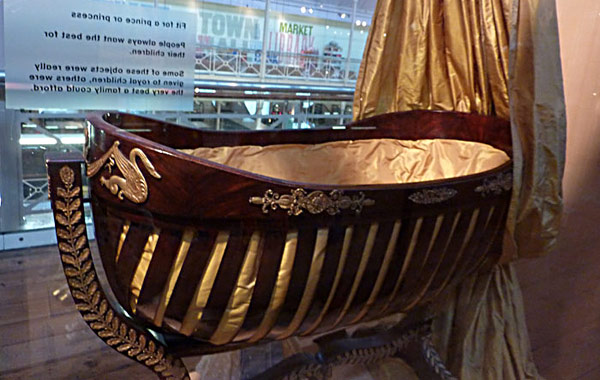 Fit for a prince or princess
People always want the best for
their children.
Some of these objects were really
given to royal children, others were
the very best family could afford.
TOWN
MARKET